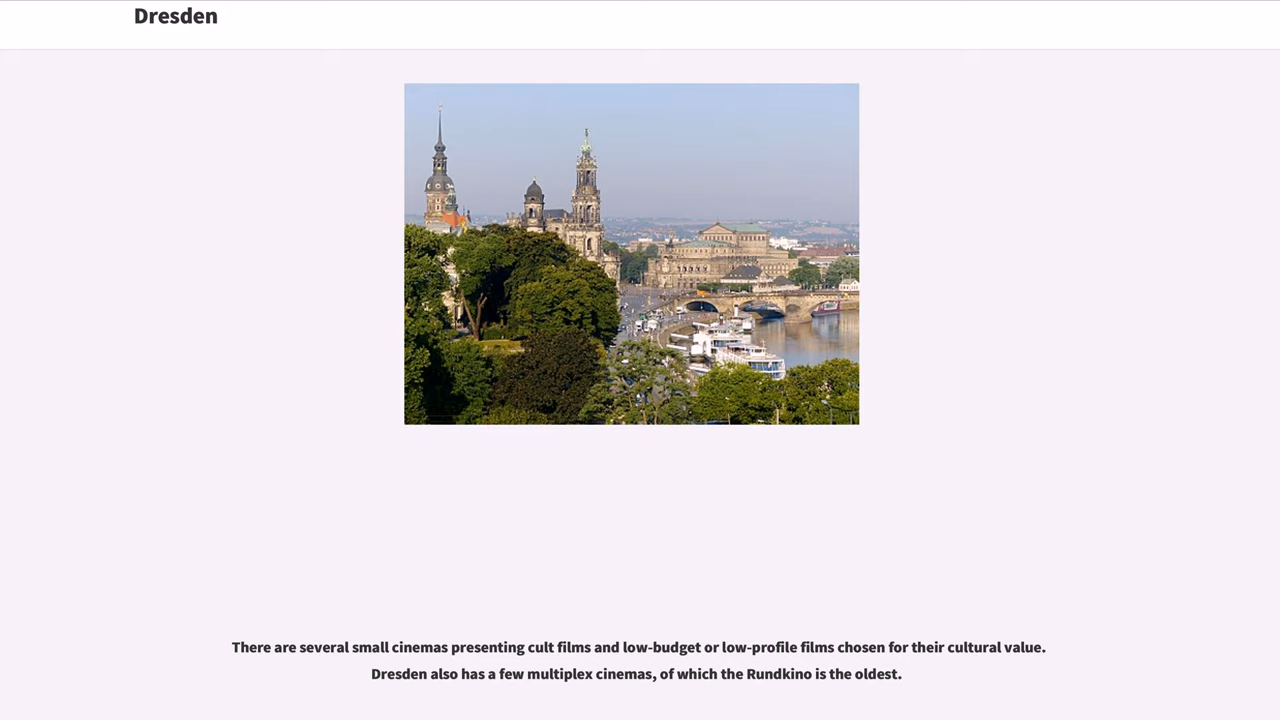 Dresden
There are several small cinemas presenting cult films and low-budget or low-profile films chosen for their cultural value.
Dresden also has a few multiplex cinemas, of which the Rundkino is the oldest.